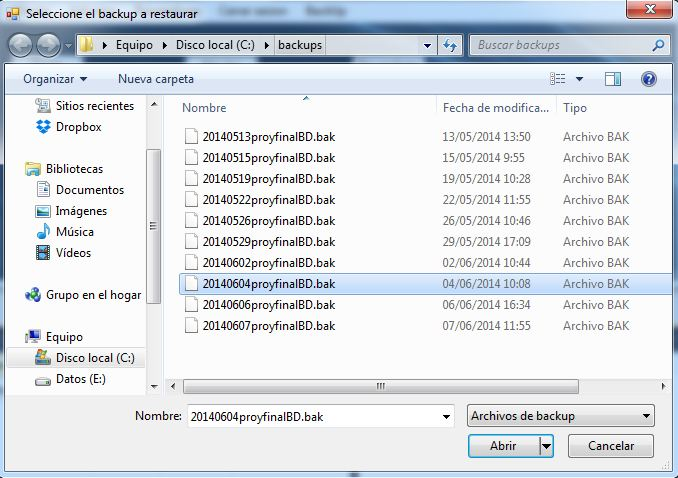 Seleccione el backup a restaurar
Equipo Disco local (C:) backups Buscar backups
Organizar Nueva carpeta
Sitios recientes
Dropbox
Bibliotecas
Documentos
Imágenes
Música
Vídeos
Grupo en el hogar
Equipo
Disco local (C:)
Datos (E:)
Nombre Fecha de modifica... Tipo
20140513proyfinalBD.bak 13/05/2014 13:50 Archivo BAK
20140515proyfinalBD.bak 15/05/2014 9:55 Archivo BAK
20140519proyfinalBD.bak 19/05/2014 10:28 Archivo BAK
20140522proyfinalBD.bak 22/05/2014 11:55 Archivo BAK
20140526proyfinalBD.bak 26/05/2014 10:46 Archivo BAK
20140529proyfinalBD.bak 29/05/2014 17:09 Archivo BAK
20140602proyfinalBD.bak 02/06/2014 10:44 Archivo BAK
20140604proyfinalBD.bak 04/06/2014 10:08 Archivo BAK
20140606proyfinalBD.bak 06/06/2014 16:34 Archivo BAK
20140607proyfinalBD.bak 07/06/2014 11:55 Archivo BAK
Nombre: 20140604proyfinalBD.bak Archivos de backup
Abrir Cancelar